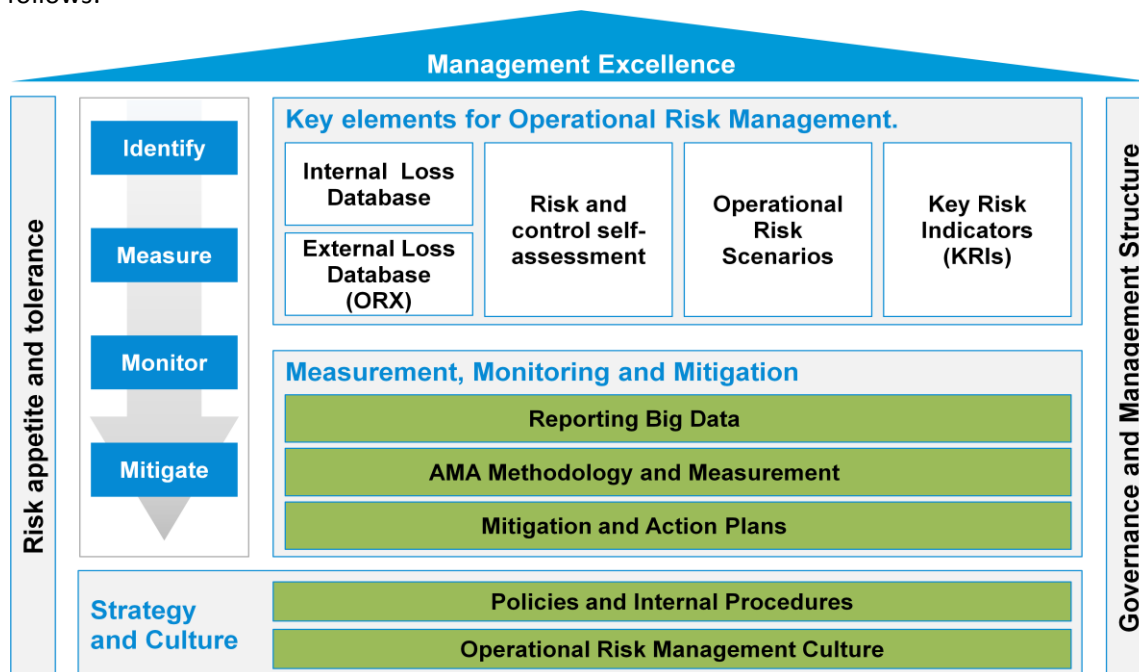 follows:
Management Excellence
Risk appetite and tolerance
Identify
Measure
Monitor
Mitigate
Key elements for Operational Risk Management.
Internal Loss
Database
External Loss
Database
(ORX)
Risk and
control self-
assessment
Operational
Risk
Scenarios
Key Risk
Indicators
(KRIs)
Measurement, Monitoring and Mitigation
Reporting Big Data
AMA Methodology and Measurement
Mitigation and Action Plans
Strategy
and Culture
Policies and Internal Procedures
Operational Risk Management Culture
Governance and Management Structure